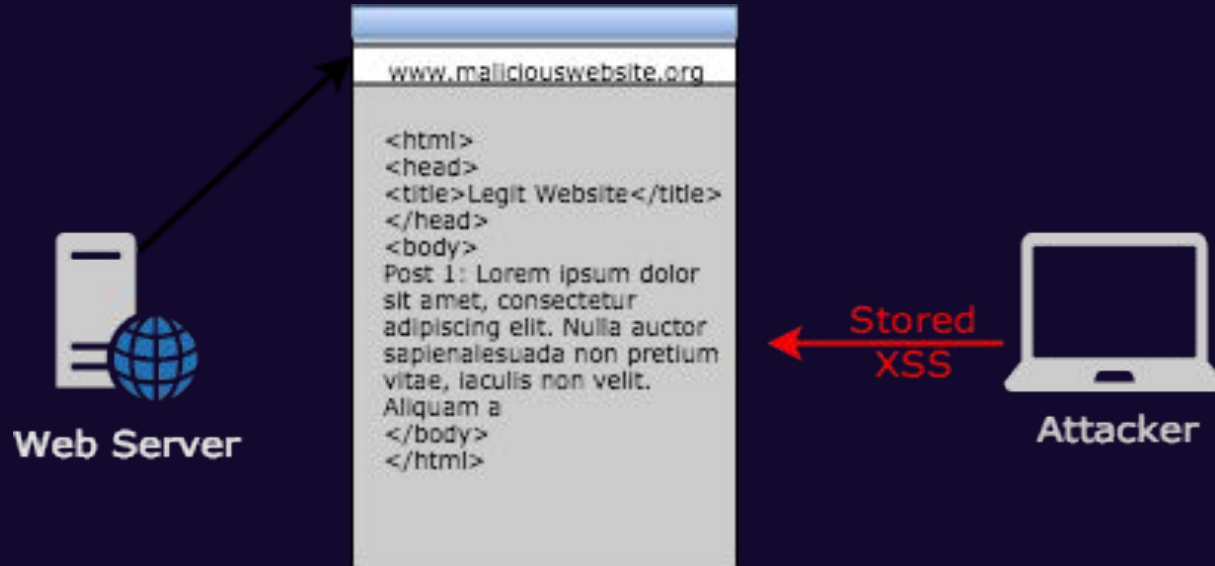 www.maliciouswebsite.org
<html>
<head>
<title>Legit Website</title>
</head>
<body>
Post 1: Lorem ipsum dolor
sit amet, consectetur
adipiscing elit. Nulla auctor
sapienalesuada non pretium
vitae, iaculis non velit.
Aliquam a
</body>
</html>
Web Server
Stored
XSS
Attacker